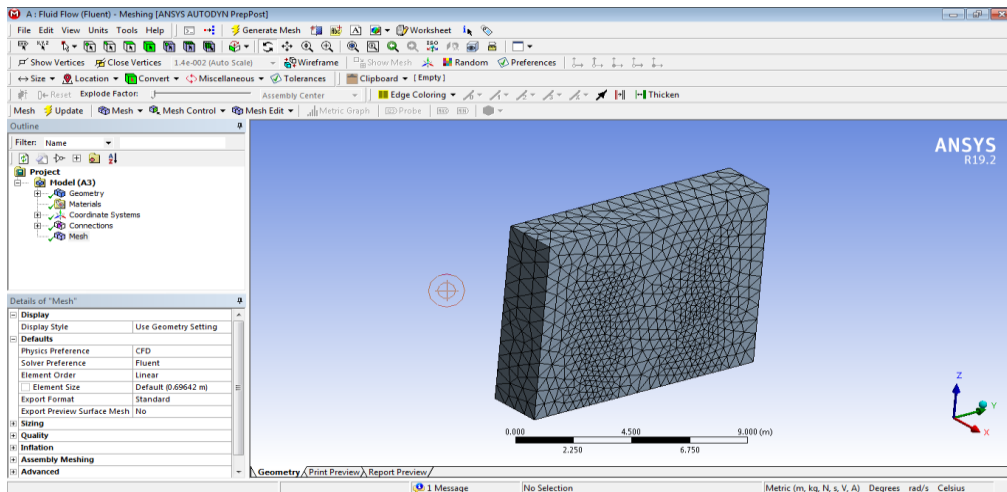 A : Fluid Flow (Fluent) - Meshing [ANSYS AUTODYN PrepPost]
File Edit View Units Tools Help Generate Mesh A Worksheet
Show Vertices Close Vertices 1.4e-002 (Auto Scale) Wireframe Show Mesh Random Preferences
Size Location Convert Miscellaneous Tolerances Clipboard [Empty]
Reset Explode Factor: Assembly Center Edge Coloring Thicken
Mesh Update Mesh Mesh Control Mesh Edit Metric Graph Probe
Outline
Filter: Name
Project
Model (A3)
Geometry
Materials
Coordinate Systems
Connections
Mesh
Details of "Mesh"
Display
Display Style Use Geometry Setting
Defaults
Physics Preference CFD
Solver Preference Fluent
Element Order Linear
Element Size Default (0.69642 m)
Export Format Standard
Export Preview Surface Mesh No
Sizing
Quality
Inflation
Assembly Meshing
Advanced
ANSYS
R19.2
Z
Y
X
0.000 4.500 9.000 (m)
2.250 6.750
Geometry Print Preview Report Preview
1 Message No Selection Metric (m, kg, N, s, V, A) Degrees rad/s Celsius